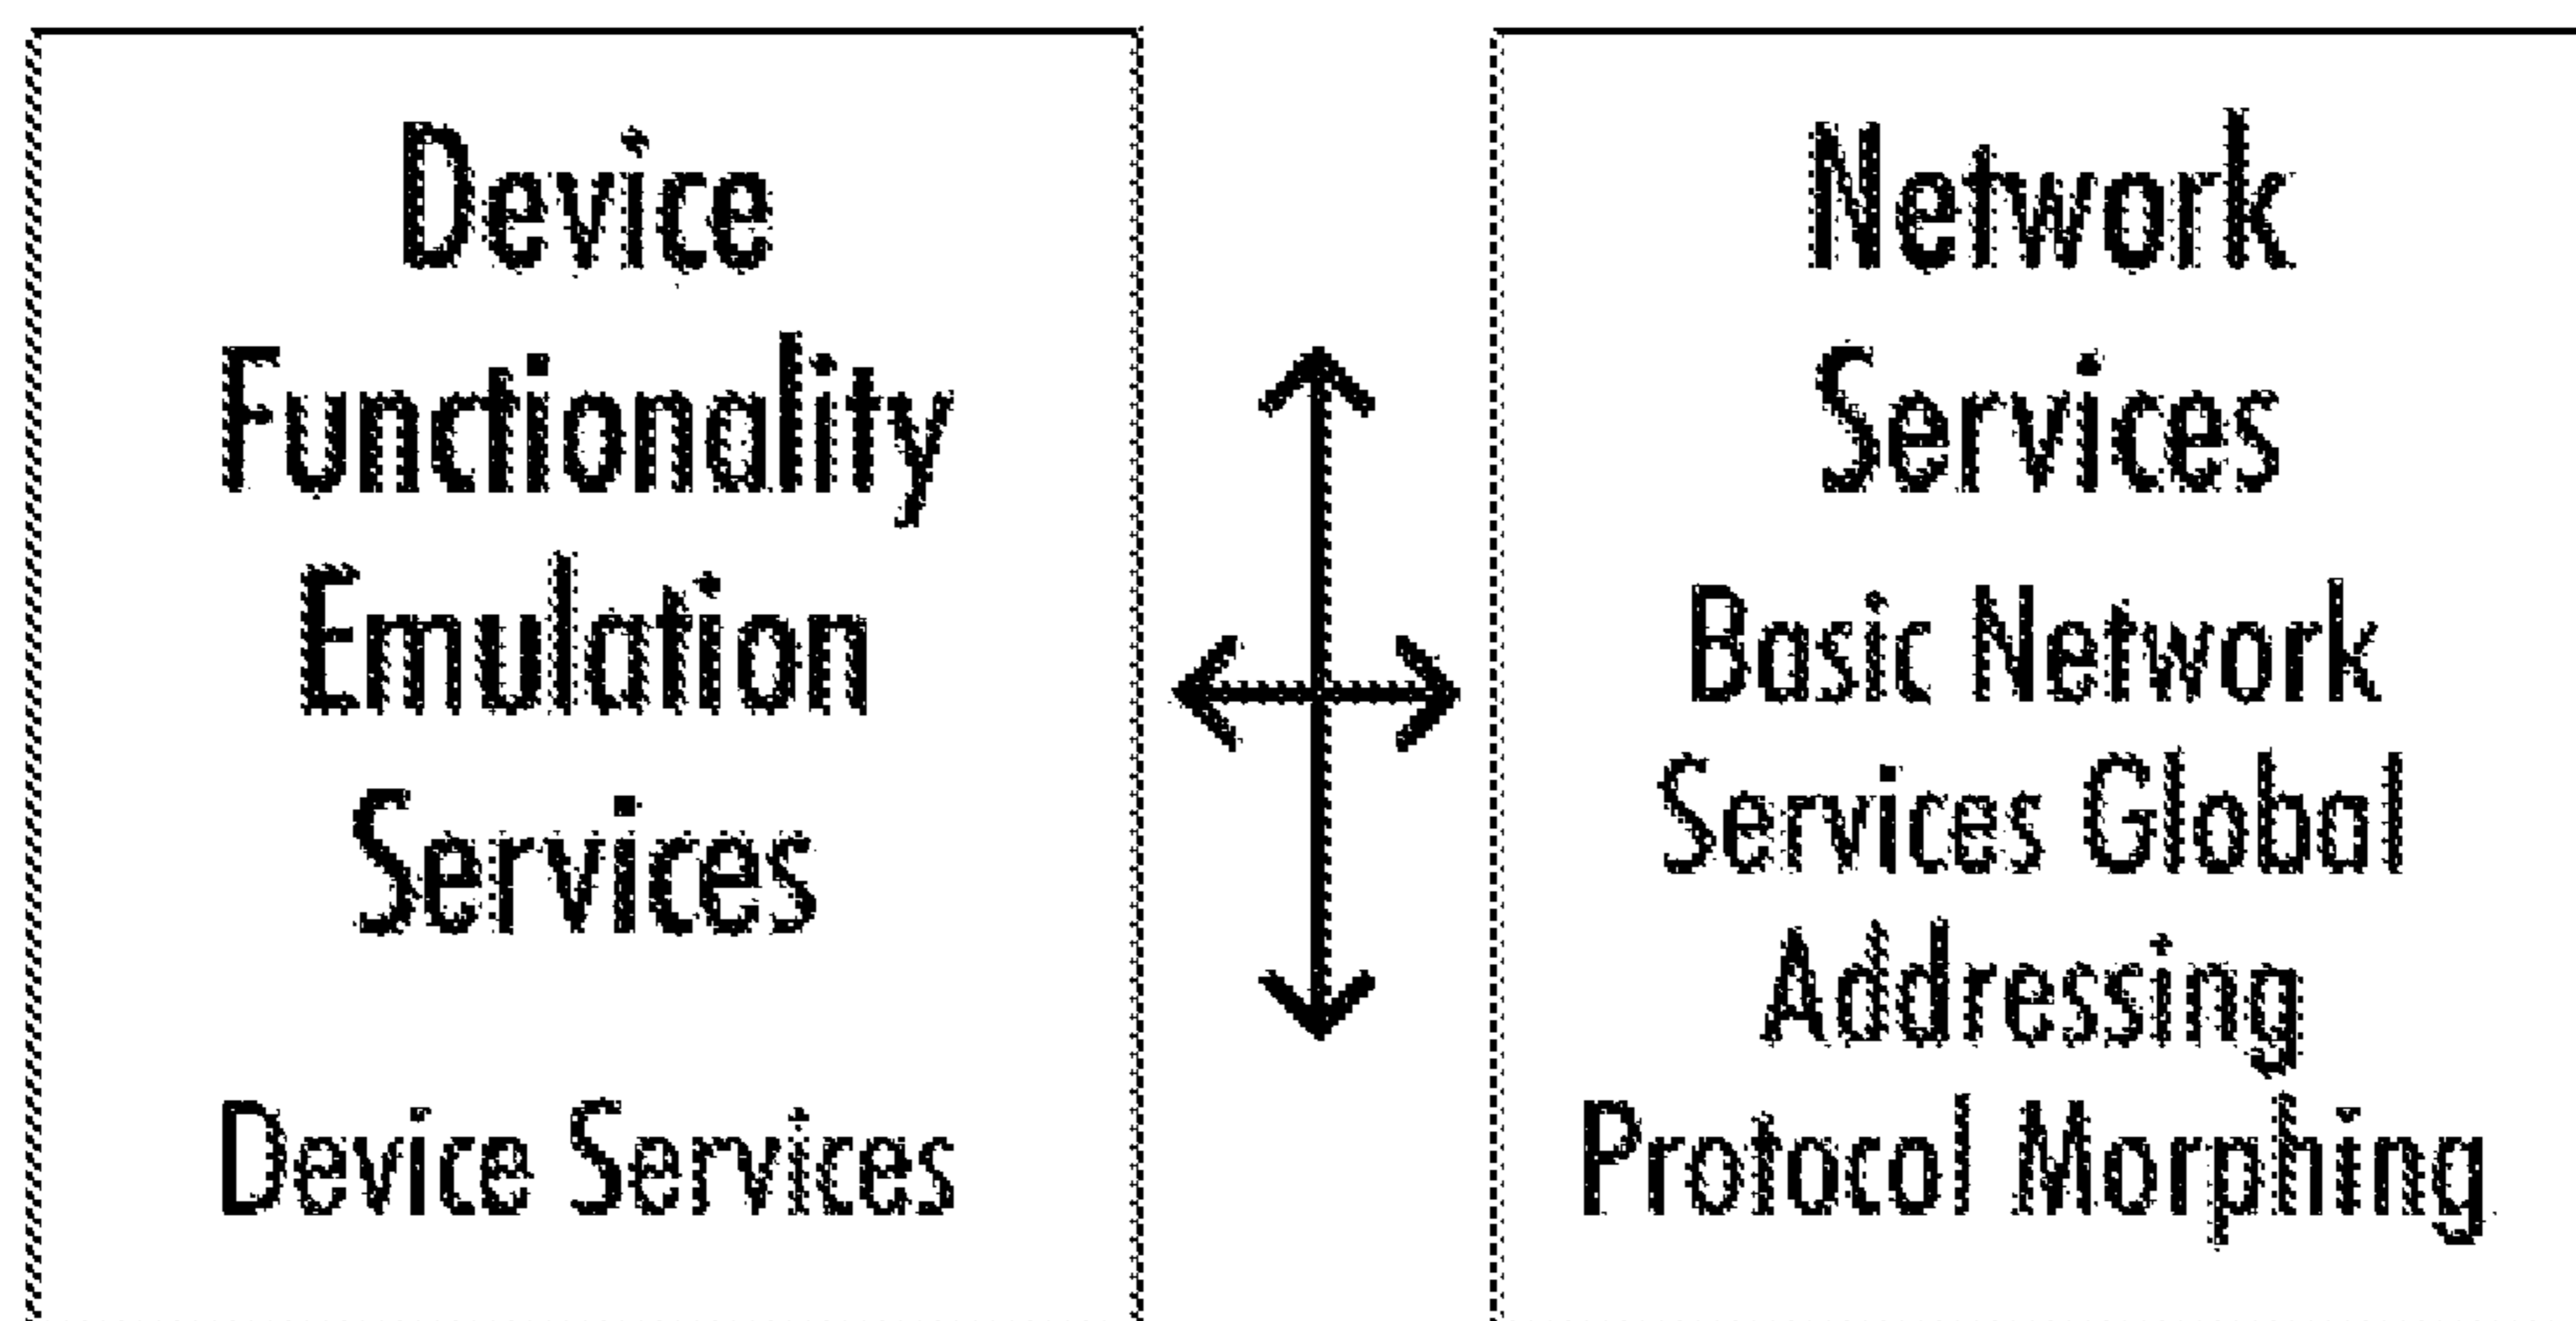 Device
Functionality
Emulation
Services
Device Services
Network
Services
Basic Network
Services Global
Addressing
Protocol Morphing